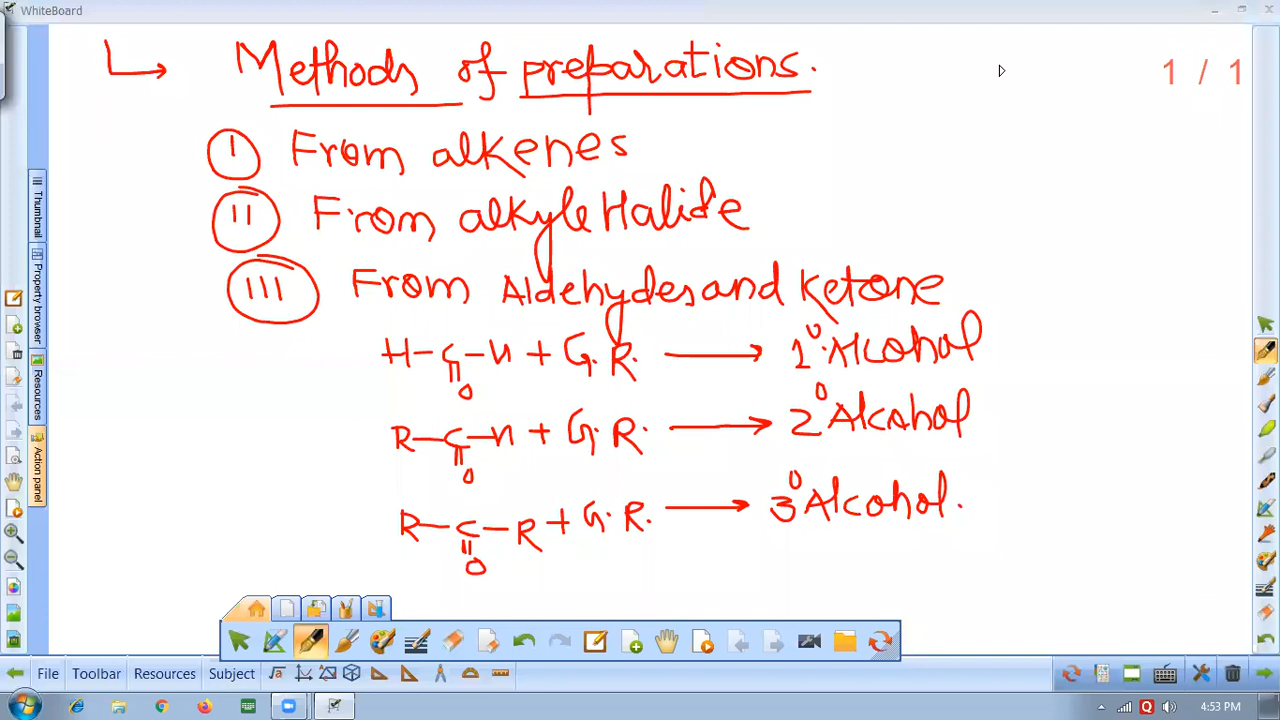 WhiteBoard
Methods of preparations.
1 / 1
I From alkenes
II From alkyle Halide
III From Aldehydes and Ketone
H-C-H + G.R. → 1° Alcohol
O
R-C-H + G.R. → 2° Alcohol
O
R-C-R + G.R. → 3° Alcohol.
O
Thumbnail
Property browser
Resources
Action panel
File Toolbar Resources Subject
4:53 PM